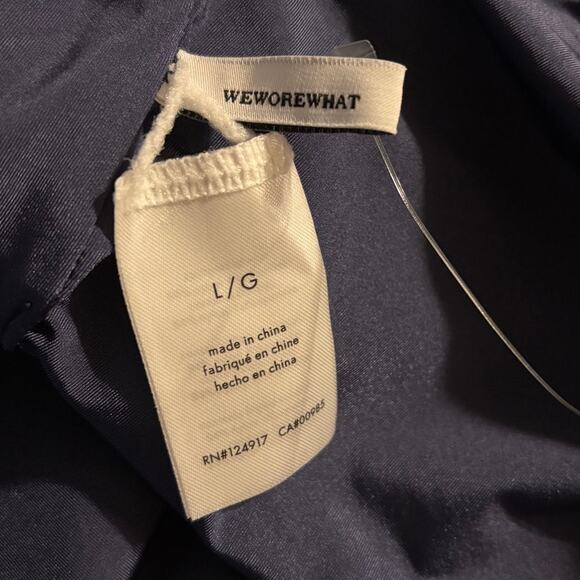 WEWOREWHAT
L/G
made in china
fabriqué en chine
hecho en china
RN#124917 CA#00985